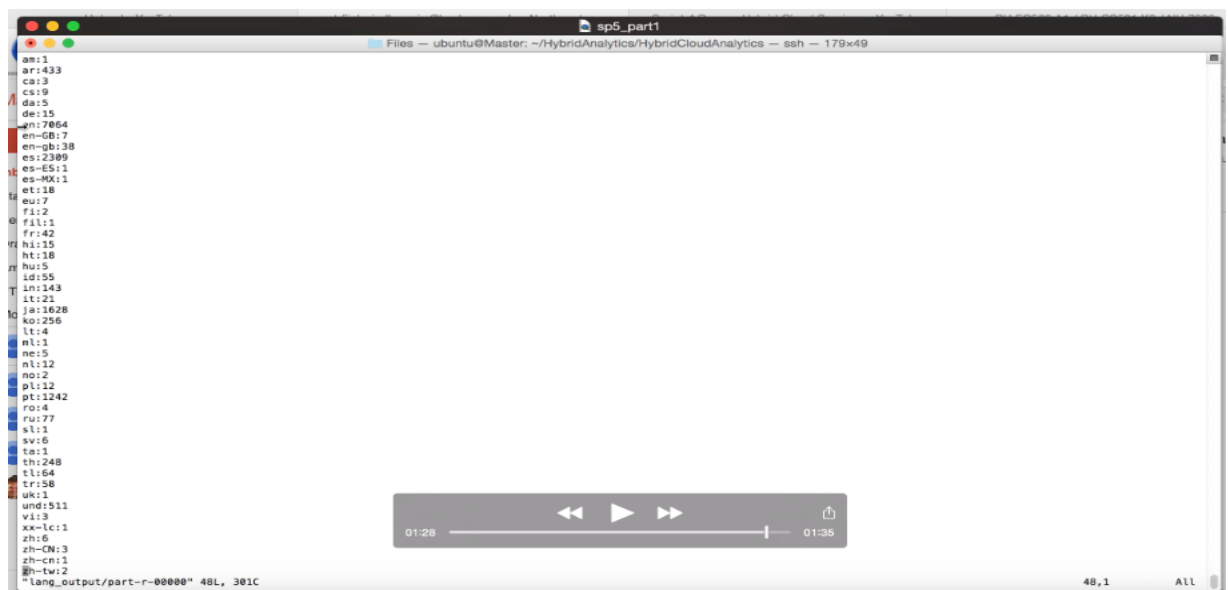 sp5_part1
Files — ubuntu@Master: ~/HybridAnalytics/HybridCloudAnalytics — ssh — 179×49
am:1
ar:433
ca:3
cs:9
da:5
de:15
en:7064
en-GB:7
en-gb:38
es:2309
es-ES:1
es-MX:1
et:18
eu:7
fi:2
fil:1
fr:42
hi:15
ht:18
hu:5
id:55
in:143
it:21
ja:1628
ko:256
lt:4
ml:1
ne:5
nl:12
no:2
pl:12
pt:1242
ro:4
ru:77
sl:1
sv:6
ta:1
th:248
tl:64
tr:58
uk:1
und:511
vi:3
xx-lc:1
zh:6
zh-CN:3
zh-cn:1
zh-tw:2
"lang_output/part-r-00000" 48L, 301C 48,1 All
01:28 01:35